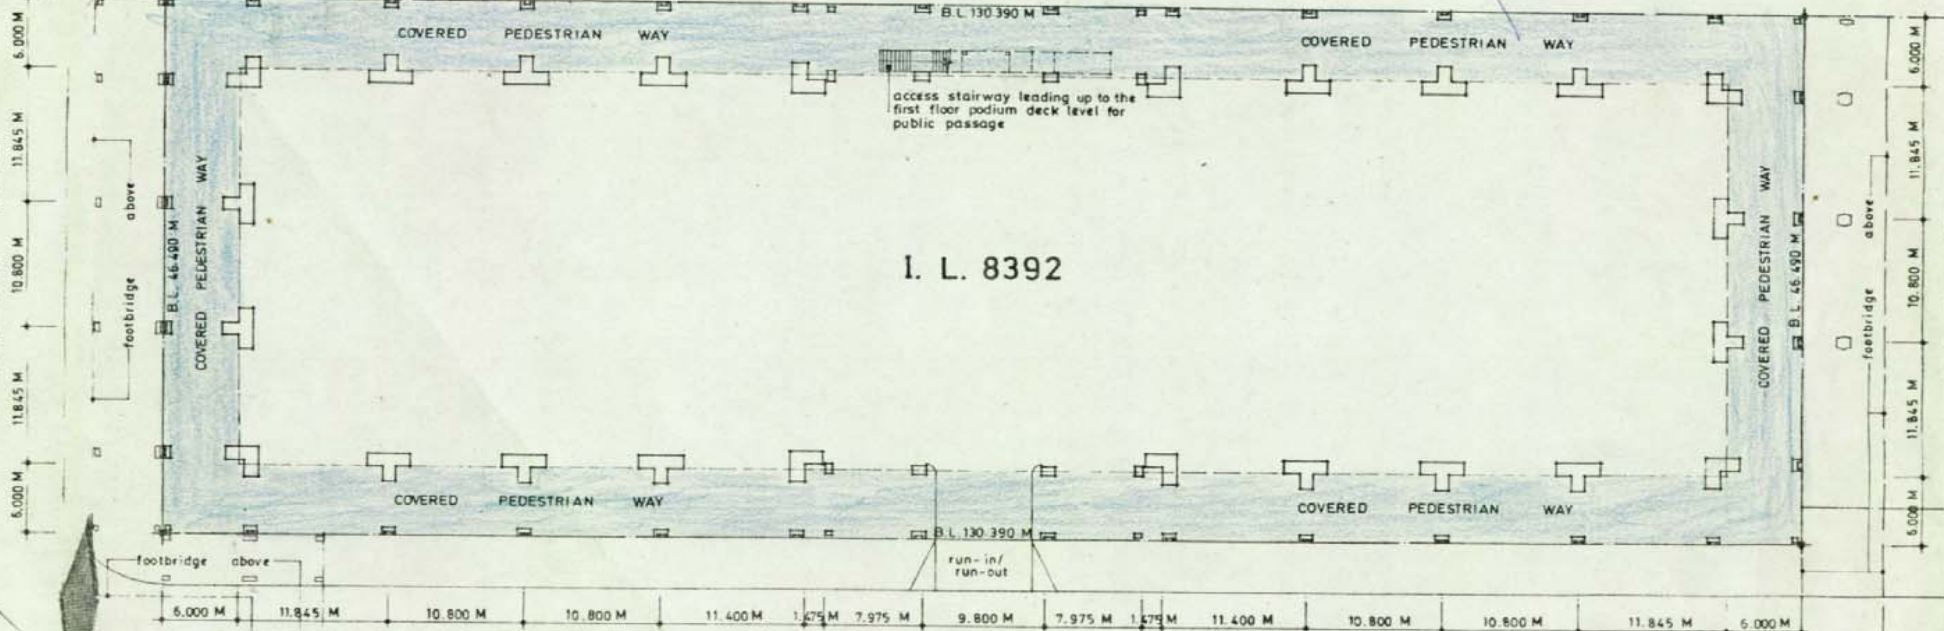 B.L. 130.390 M
COVERED PEDESTRIAN WAY
COVERED PEDESTRIAN WAY
access stairway leading up to the
first floor podium deck level for
public passage
6.000 M
11.845 M
10.800 M
11.845 M
6.000 M
footbridge above
B.L. 46.490 M
COVERED PEDESTRIAN WAY
I. L. 8392
COVERED PEDESTRIAN WAY
B.L. 46.490 M
footbridge above
6.000 M
11.845 M
10.800 M
11.845 M
6.000 M
COVERED PEDESTRIAN WAY
COVERED PEDESTRIAN WAY
B.L. 130.390 M
footbridge above
run-in/
run-out
6.000 M 11.845 M 10.800 M 10.800 M 11.400 M 1.475 M 7.975 M 9.800 M 7.975 M 1.475 M 11.400 M 10.800 M 10.800 M 11.845 M 6.000 M